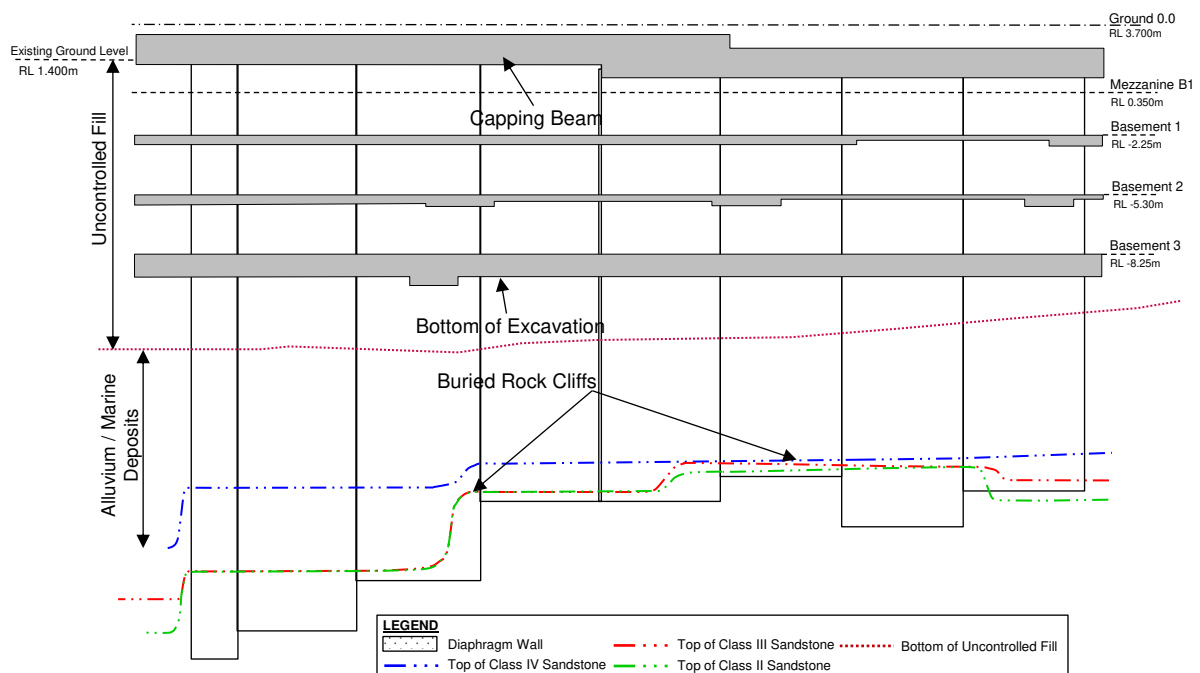 Ground 0.0
RL 3.700m
Existing Ground Level
RL 1.400m
Mezzanine B1
RL 0.350m
Capping Beam
Basement 1
RL -2.25m
Uncontrolled Fill
Basement 2
RL -5.30m
Basement 3
RL -8.25m
Bottom of Excavation
Buried Rock Cliffs
Alluvium / Marine
Deposits
LEGEND
Diaphragm Wall
Top of Class III Sandstone
Bottom of Uncontrolled Fill
Top of Class IV Sandstone
Top of Class II Sandstone